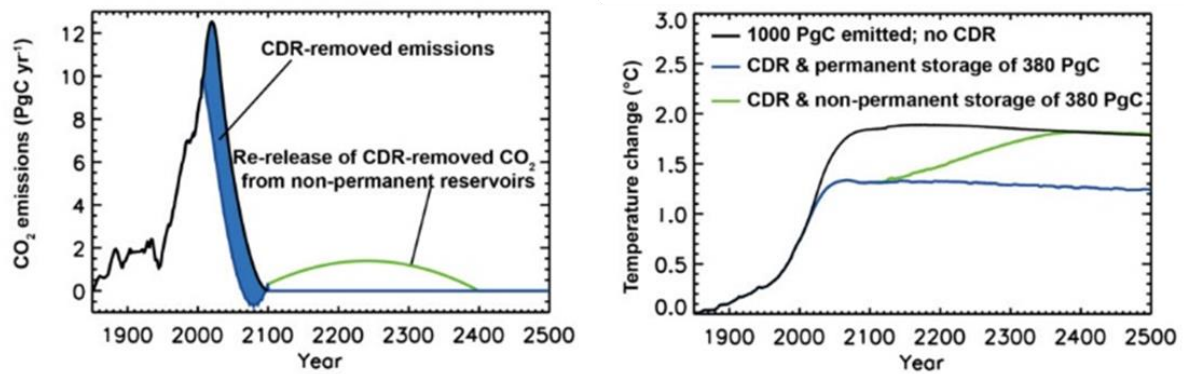 CO2 emissions (PgC yr-1)
12
10
8
6
4
2
0
CDR-removed emissions
Re-release of CDR-removed CO2
from non-permanent reservoirs
1900 2000 2100 2200 2300 2400 2500
Year
Temperature change (°C)
3.0
2.5
2.0
1.5
1.0
0.5
0.0
1000 PgC emitted; no CDR
CDR & permanent storage of 380 PgC
CDR & non-permanent storage of 380 PgC
1900 2000 2100 2200 2300 2400 2500
Year